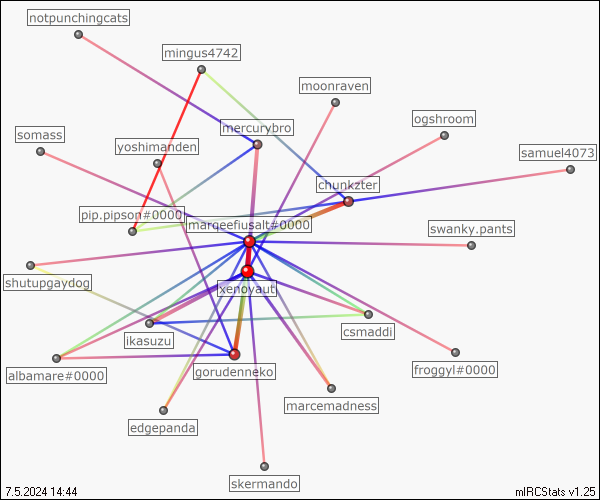 notpunchingcats
mingus4742
moonraven
ogshroom
mercurybro
somass
yoshimanden
samuel4073
chunkzter
pip.pipson#0000
marqeefiusalt#0000
swanky.pants
shutupgaydog
xenoyaut
csmaddi
ikasuzu
froggyl#0000
gorudenneko
albamare#0000
marcemadness
edgepanda
skermando
7.5.2024 14:44
mIRCStats v1.25